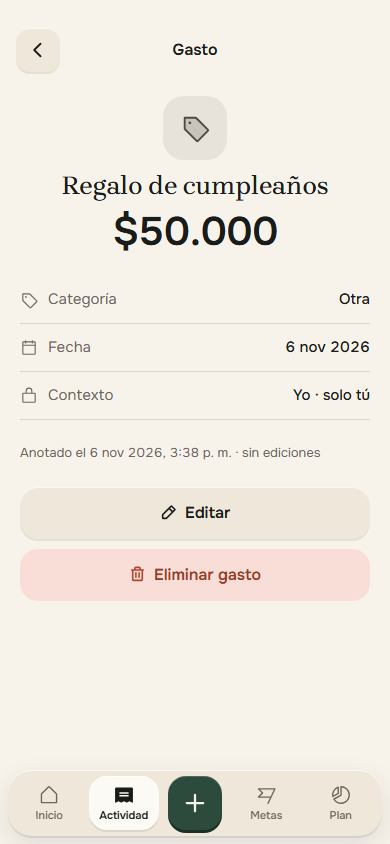 Gasto
Regalo de cumpleaños
$50.000
Categoría Otra
Fecha 6 nov 2026
Contexto Yo · solo tú
Anotado el 6 nov 2026, 3:38 p. m. · sin ediciones
Editar
Eliminar gasto
Inicio Actividad Metas Plan